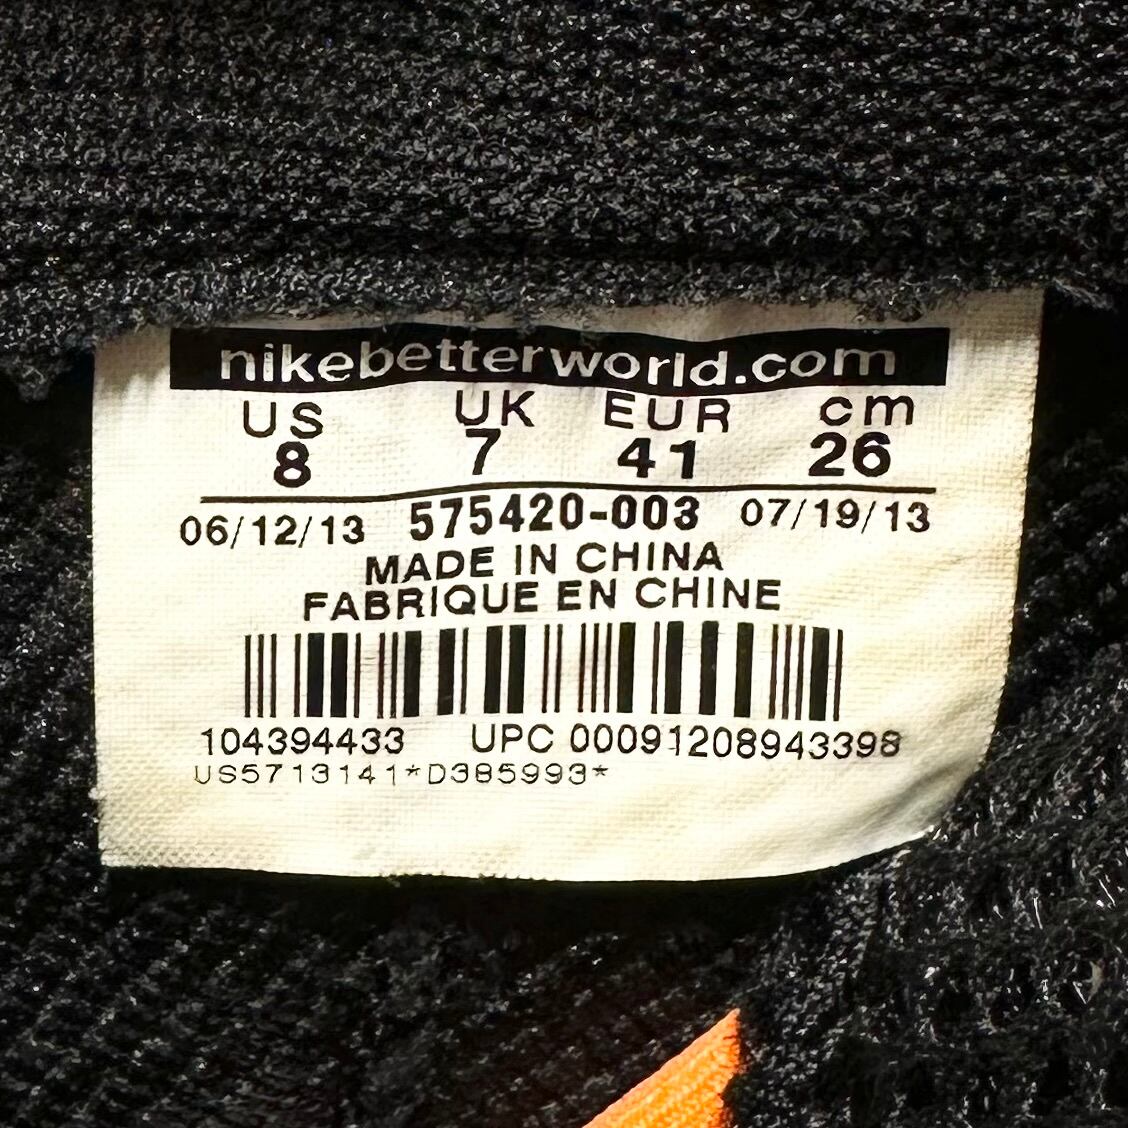 nikebetterworld.com
US UK EUR cm
8 7 41 26
06/12/13 575420-003 07/19/13
MADE IN CHINA
FABRIQUE EN CHINE
104394433 UPC 00091208943398
US5713141*D385993*